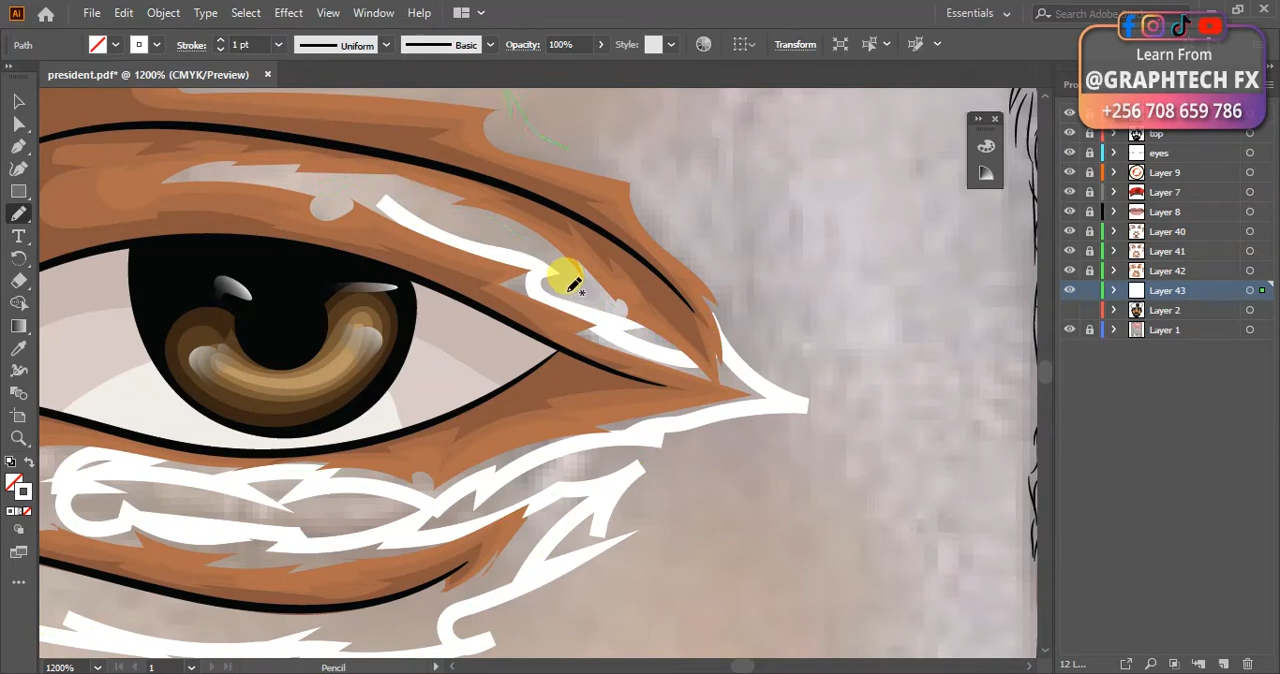 Ai File Edit Object Type Select Effect View Window Help Essentials Search Adobe
Path Stroke: 1 pt Uniform Basic Opacity: 100% Style: Transform
president.pdf* @ 1200% (CMYK/Preview)
Learn From
@GRAPHTECH FX
+256 708 659 786
top
eyes
Layer 9
Layer 7
Layer 8
Layer 40
Layer 41
Layer 42
Layer 43
Layer 2
Layer 1
1200% 1 Pencil 12 L...